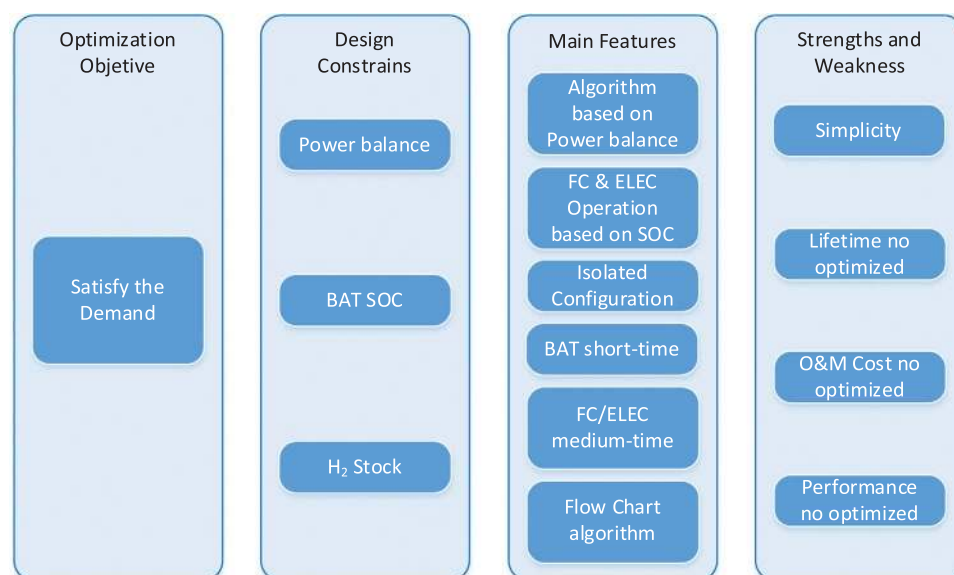 Optimization
Objetive
Satisfy the
Demand
Design
Constrains
Power balance
BAT SOC
H₂ Stock
Main Features
Algorithm
based on
Power balance
FC & ELEC
Operation
based on SOC
Isolated
Configuration
BAT short-time
FC/ELEC
medium-time
Flow Chart
algorithm
Strengths and
Weakness
Simplicity
Lifetime no
optimized
O&M Cost no
optimized
Performance
no optimized